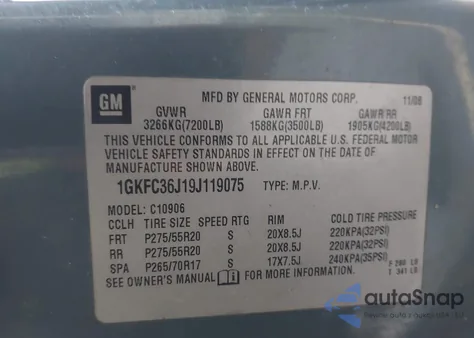 GM
MFD BY GENERAL MOTORS CORP. 11/08
GVWR GAWR FRT GAWR RR
3266KG(7200LB) 1588KG(3500LB) 1905KG(4200LB)
THIS VEHICLE CONFORMS TO ALL APPLICABLE U.S. FEDERAL MOTOR
VEHICLE SAFETY STANDARDS IN EFFECT ON THE DATE OF
MANUFACTURE SHOWN ABOVE.
1GKFC36J19J119075 TYPE: M.P.V.
MODEL: C10906
CCLH TIRE SIZE SPEED RTG RIM COLD TIRE PRESSURE
FRT P275/55R20 S 20X8.5J 220KPA(32PSI)
RR P275/55R20 S 20X8.5J 220KPA(32PSI)
SPA P265/70R17 S 17X7.5J 240KPA(35PSI)
SEE OWNER'S MANUAL FOR MORE INFORMATION.
341 LB
autoSnap